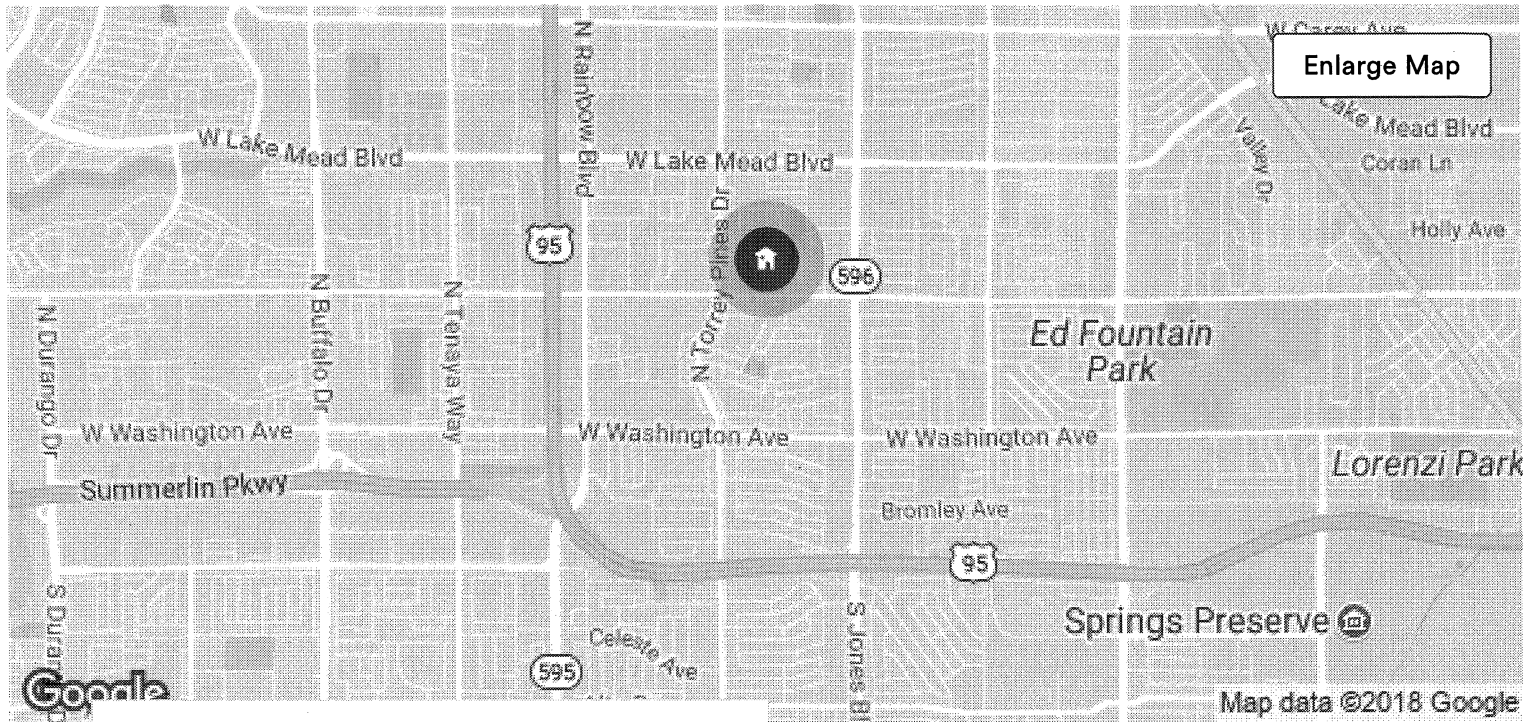 W Carey Ave
Enlarge Map
N Rainbow Blvd
W Lake Mead Blvd
W Lake Mead Blvd
Lake Mead Blvd
Valley Dr
Coran Ln
N Torrey Pines Dr
Holly Ave
95
596
N Durango Dr
N Buffalo Dr
N Tenaya Way
Ed Fountain
Park
W Washington Ave
W Washington Ave
W Washington Ave
Lorenzi Park
Summerlin Pkwy
Bromley Ave
95
S Duran
S Jones Bl
Springs Preserve
Celeste Ave
595
Google
Map data ©2018 Google